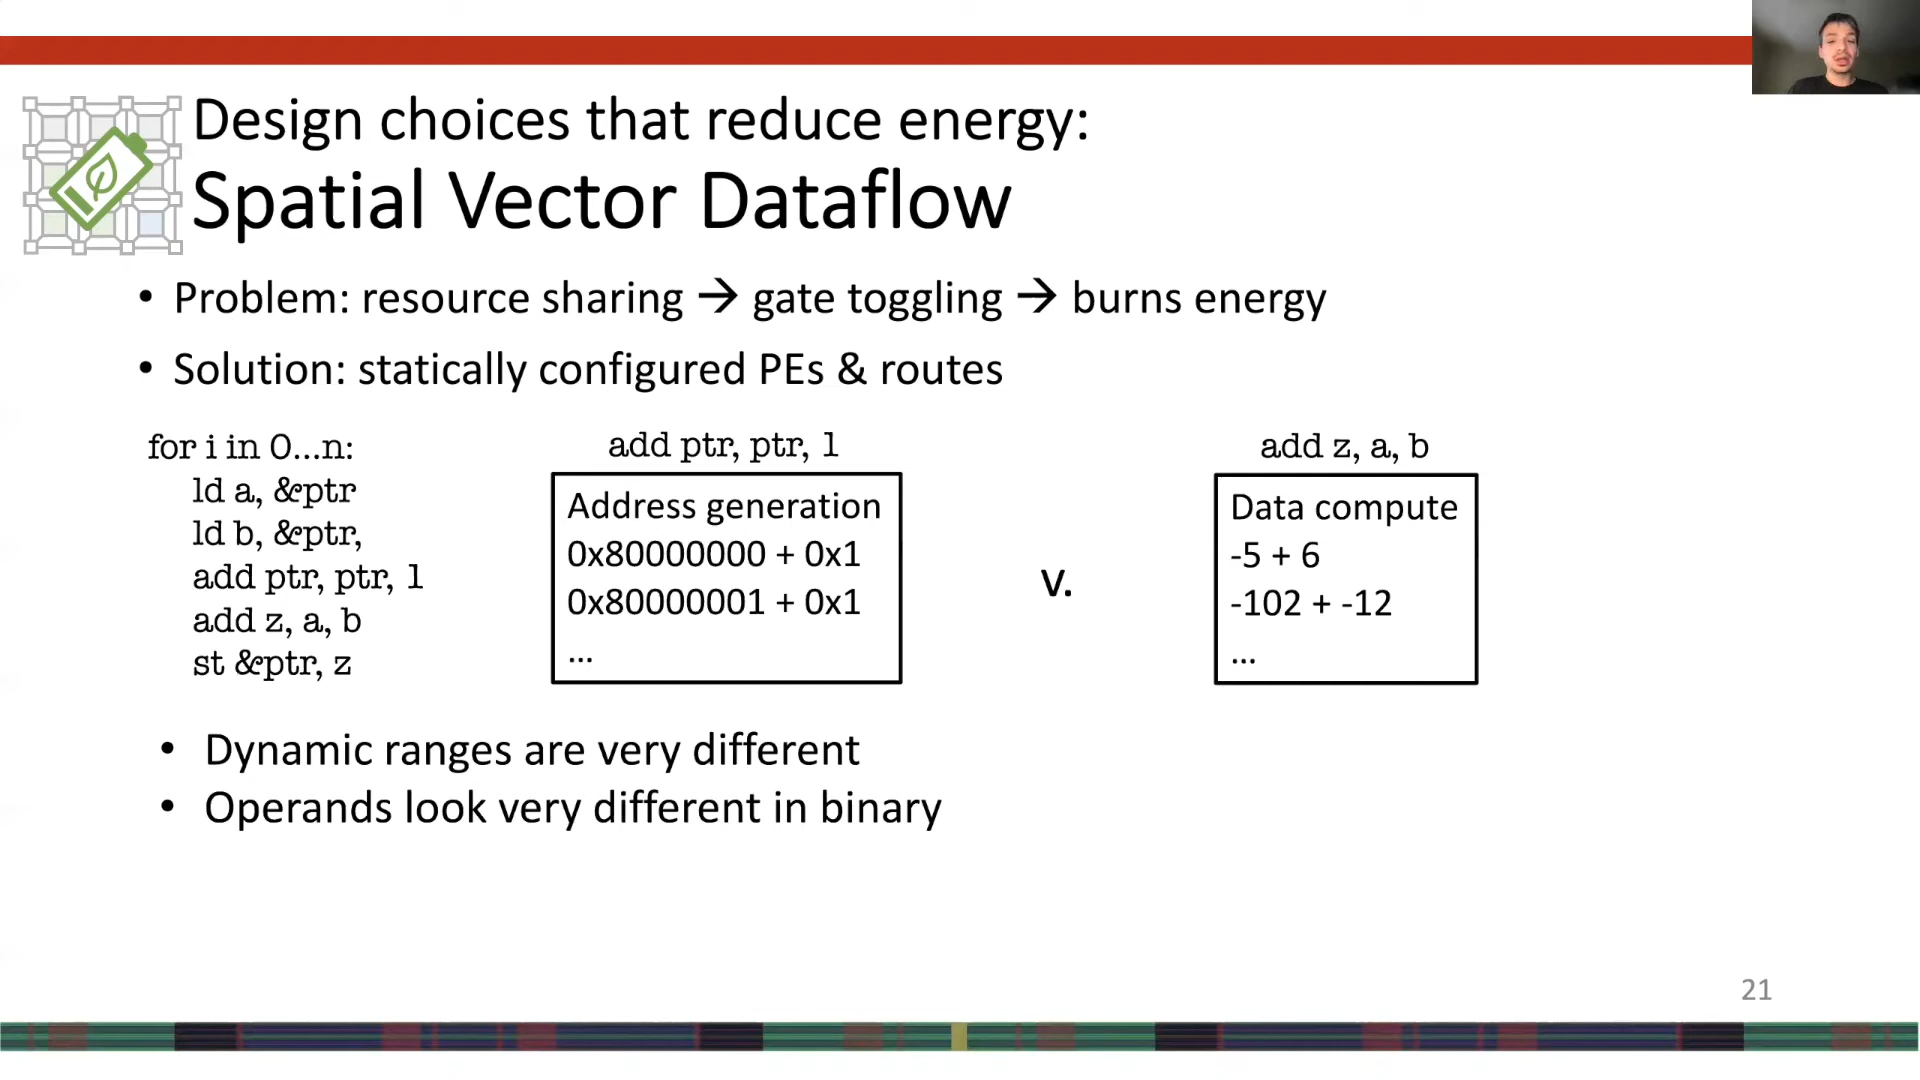 Design choices that reduce energy:
Spatial Vector Dataflow
• Problem: resource sharing → gate toggling → burns energy
• Solution: statically configured PEs & routes
for i in 0...n:
ld a, &ptr
ld b, &ptr,
add ptr, ptr, 1
add z, a, b
st &ptr, z
add ptr, ptr, 1
Address generation
0x80000000 + 0x1
0x80000001 + 0x1
...
v.
add z, a, b
Data compute
-5 + 6
-102 + -12
...
• Dynamic ranges are very different
• Operands look very different in binary
21